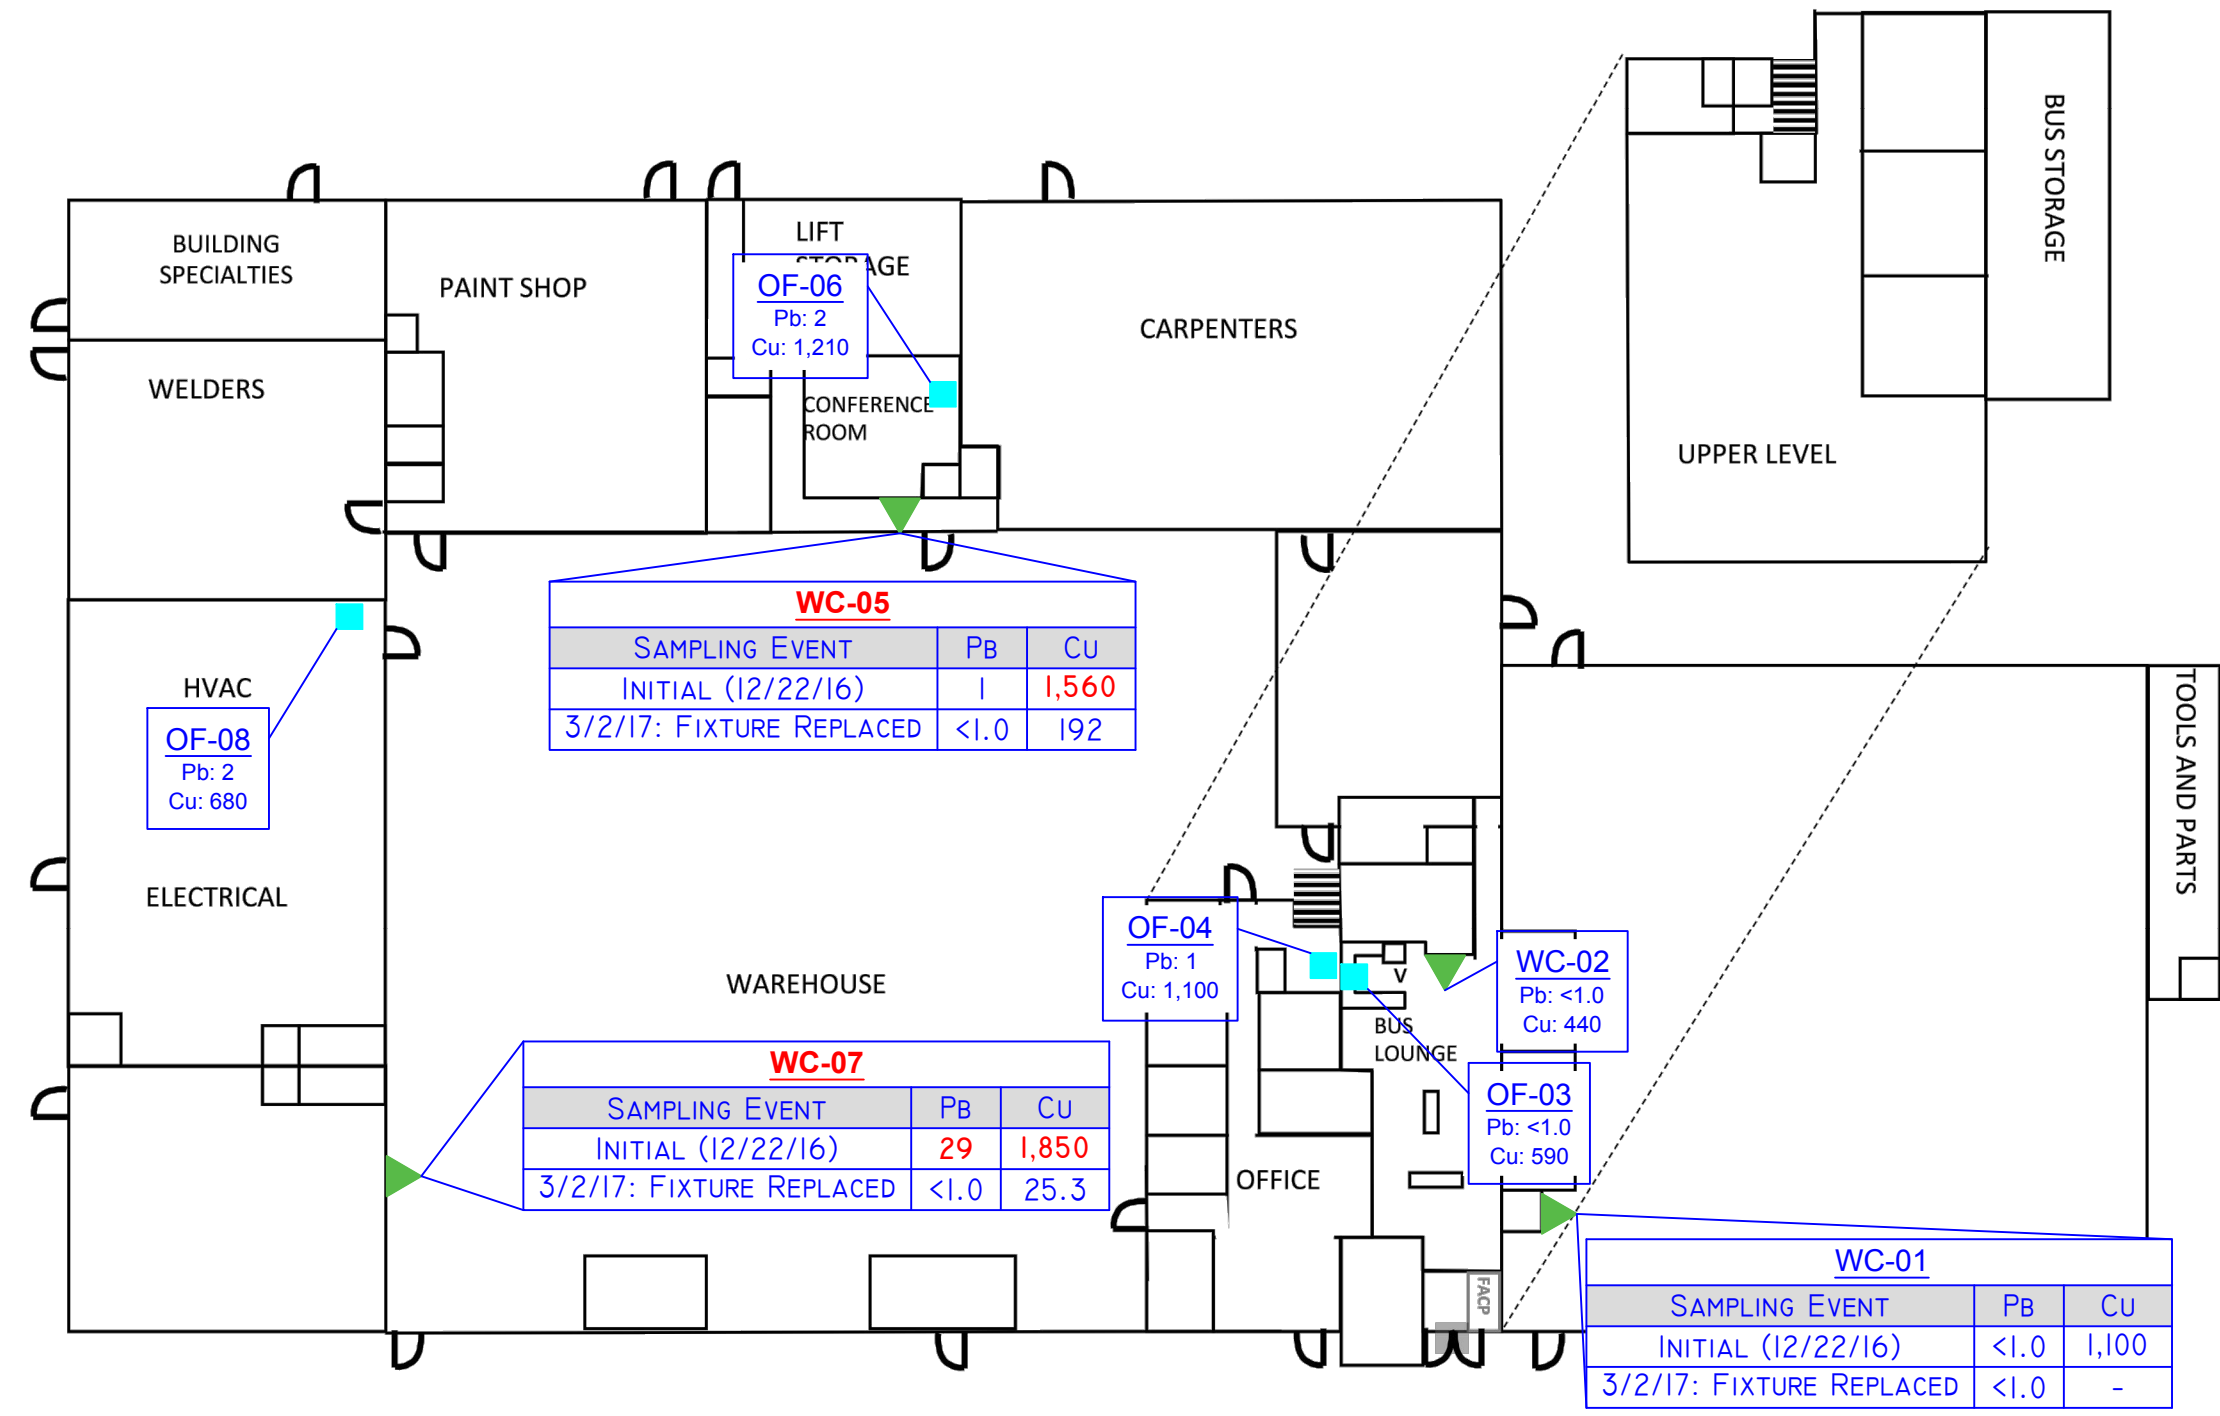 BUS STORAGE
BUILDING
SPECIALTIES
PAINT SHOP
LIFT
STORAGE
OF-06
Pb: 2
Cu: 1,210
CARPENTERS
WELDERS
CONFERENCE
ROOM
UPPER LEVEL
WC-05
SAMPLING EVENT PB CU
INITIAL (12/22/16) 1 1,560
3/2/17: FIXTURE REPLACED <1.0 192
HVAC
OF-08
Pb: 2
Cu: 680
TOOLS AND PARTS
ELECTRICAL
WAREHOUSE
OF-04
Pb: 1
Cu: 1,100
V
WC-02
Pb: <1.0
Cu: 440
BUS
LOUNGE
WC-07
SAMPLING EVENT PB CU
INITIAL (12/22/16) 29 1,850
3/2/17: FIXTURE REPLACED <1.0 25.3
OF-03
Pb: <1.0
Cu: 590
OFFICE
FACP
WC-01
SAMPLING EVENT PB CU
INITIAL (12/22/16) <1.0 1,100
3/2/17: FIXTURE REPLACED <1.0 -